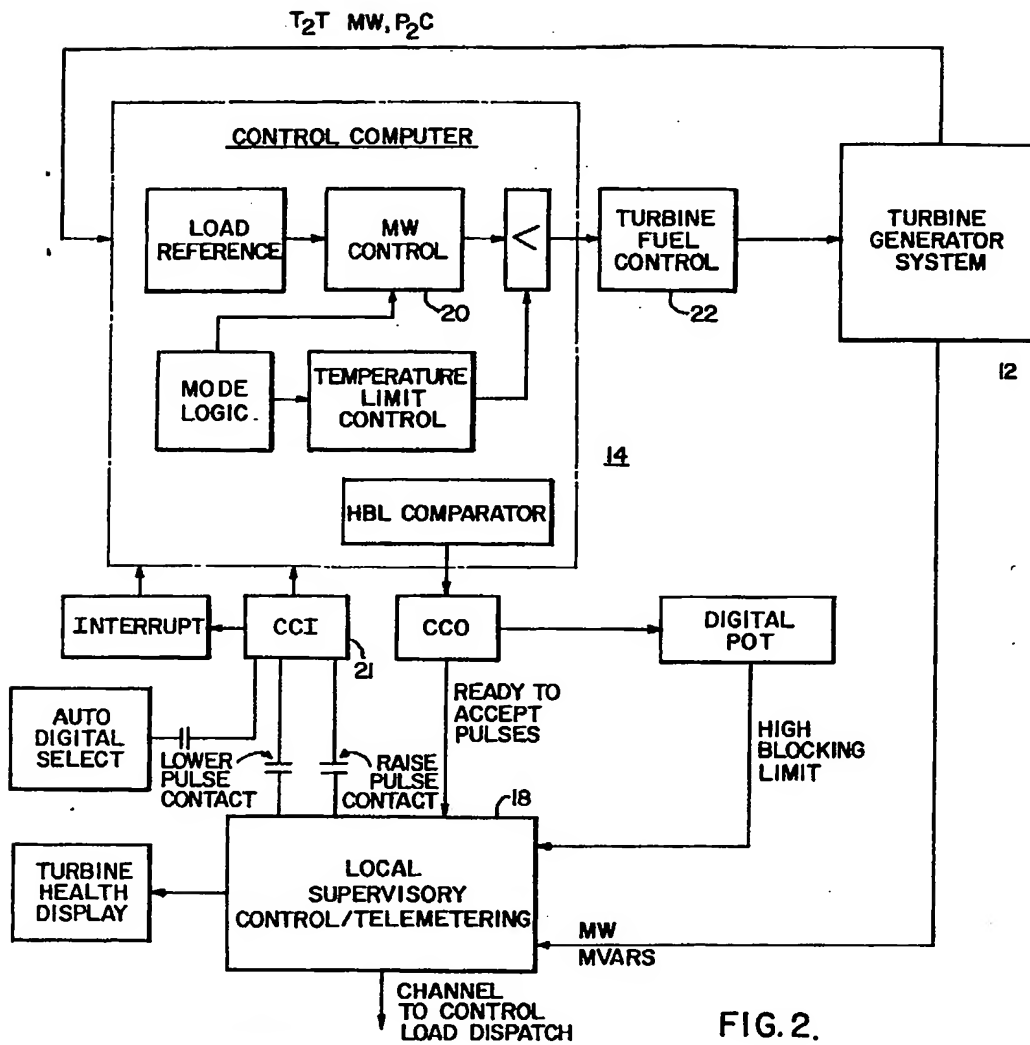 T2T MW, P2C
CONTROL COMPUTER
LOAD
REFERENCE
MW
CONTROL
<
TURBINE
FUEL
CONTROL
TURBINE
GENERATOR
SYSTEM
20
22
12
MODE
LOGIC.
TEMPERATURE
LIMIT
CONTROL
14
HBL COMPARATOR
INTERRUPT
CCI
21
CCO
DIGITAL
POT
AUTO
DIGITAL
SELECT
LOWER
PULSE
CONTACT
RAISE
PULSE
CONTACT
READY TO
ACCEPT
PULSES
HIGH
BLOCKING
LIMIT
18
TURBINE
HEALTH
DISPLAY
LOCAL
SUPERVISORY
CONTROL/TELEMETERING
MW
MVARS
CHANNEL
TO CONTROL
LOAD DISPATCH
FIG. 2.